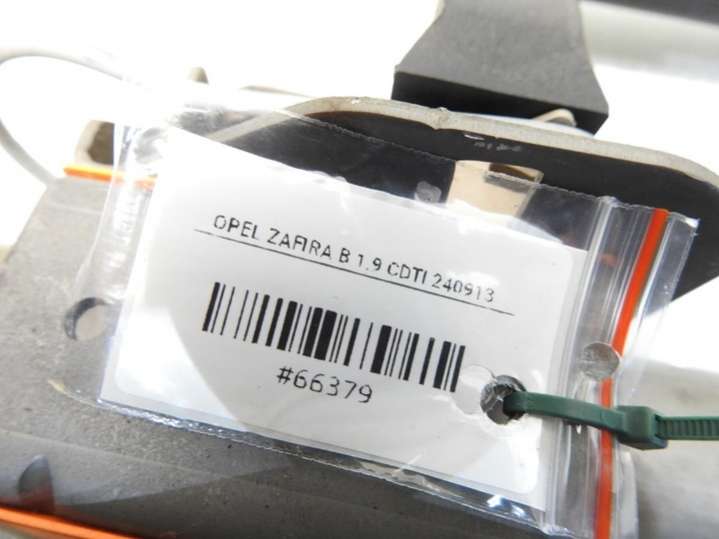 OPEL ZAFIRA B 1.9 CDTI 240913
#66379